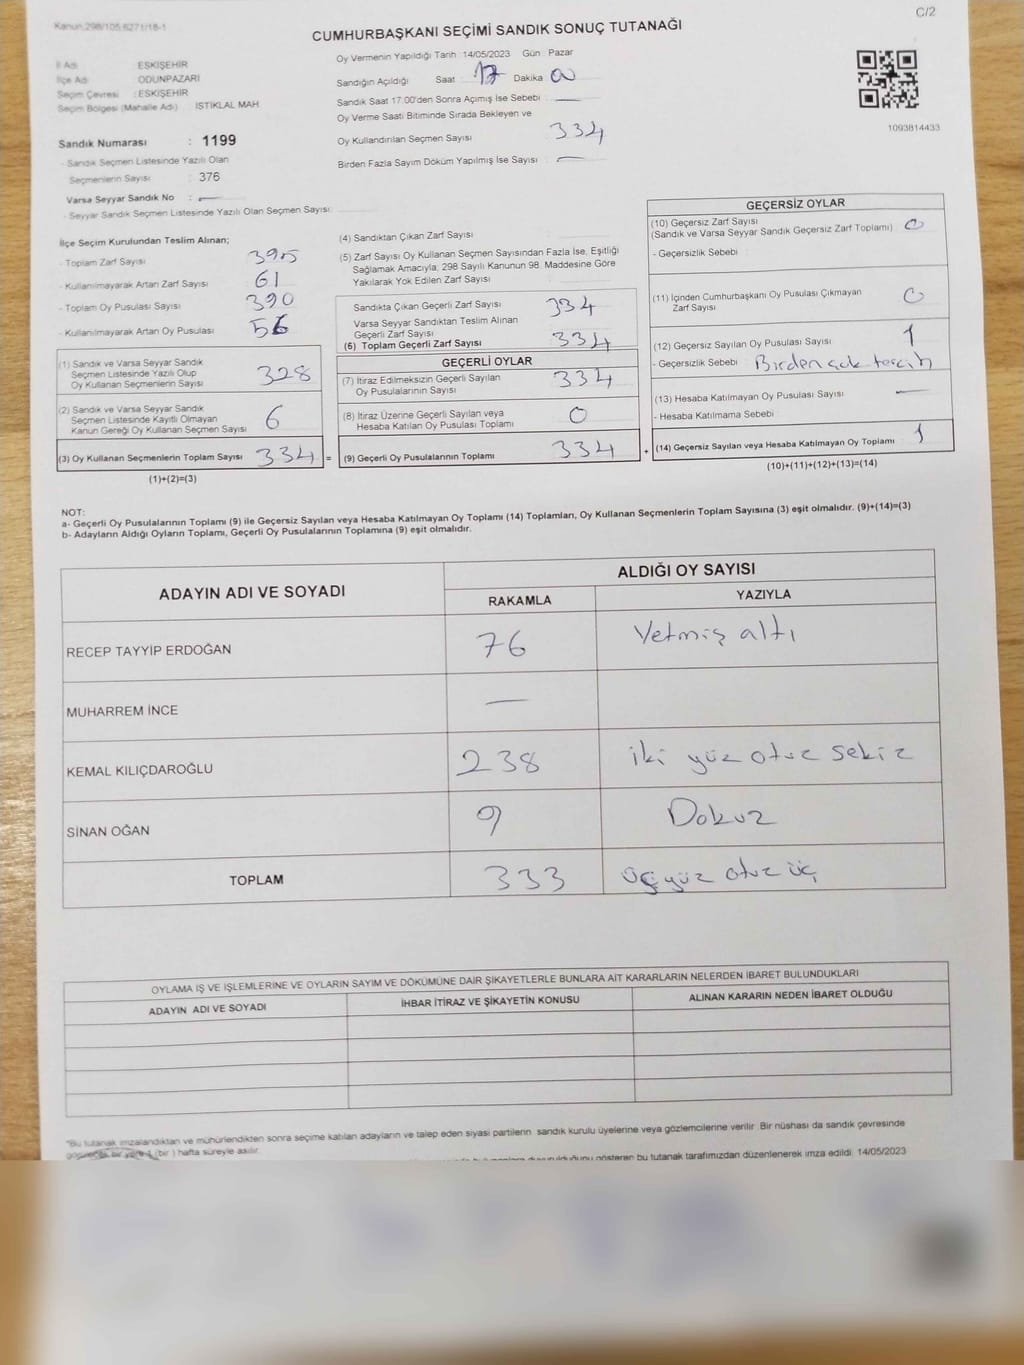 Kanun:298/105,6271/18-1
C/2
CUMHURBAŞKANI SEÇİMİ SANDIK SONUÇ TUTANAĞI
İl Adı : ESKİŞEHİR
İlçe Adı : ODUNPAZARI
Seçim Çevresi : ESKİŞEHİR
Seçim Bölgesi (Mahalle Adı) : İSTİKLAL MAH
Sandık Numarası : 1199
- Sandık Seçmen Listesinde Yazılı Olan
Seçmenlerin Sayısı : 376
Varsa Seyyar Sandık No : —
- Seyyar Sandık Seçmen Listesinde Yazılı Olan Seçmen Sayısı:
Oy Vermenin Yapıldığı Tarih :14/05/2023 Gün : Pazar
Sandığın Açıldığı Saat 17 Dakika 00
Sandık Saat 17:00'den Sonra Açımış İse Sebebi : —
Oy Verme Saati Bitiminde Sırada Bekleyen ve
Oy Kullandırılan Seçmen Sayısı : 334
Birden Fazla Sayım Döküm Yapılmış İse Sayısı : —
1093814433
İlçe Seçim Kurulundan Teslim Alınan;
- Toplam Zarf Sayısı : 395
- Kullanılmayarak Artan Zarf Sayısı : 61
- Toplam Oy Pusulası Sayısı : 390
- Kullanılmayarak Artan Oy Pusulası : 56
(1) Sandık ve Varsa Seyyar Sandık
Seçmen Listesinde Yazılı Olup
Oy Kullanan Seçmenlerin Sayısı 328
(2) Sandık ve Varsa Seyyar Sandık
Seçmen Listesinde Kayıtlı Olmayan
Kanun Gereği Oy Kullanan Seçmen Sayısı 6
(3) Oy Kullanan Seçmenlerin Toplam Sayısı 334 =
(1)+(2)=(3)
(4) Sandıktan Çıkan Zarf Sayısı :
(5) Zarf Sayısı Oy Kullanan Seçmen Sayısından Fazla İse, Eşitliği
Sağlamak Amacıyla; 298 Sayılı Kanunun 98. Maddesine Göre
Yakılarak Yok Edilen Zarf Sayısı :
Sandıkta Çıkan Geçerli Zarf Sayısı : 334
Varsa Seyyar Sandıktan Teslim Alınan
Geçerli Zarf Sayısı :
(6) Toplam Geçerli Zarf Sayısı : 334
GEÇERLİ OYLAR
(7) İtiraz Edilmeksizin Geçerli Sayılan
Oy Pusulalarının Sayısı : 334
(8) İtiraz Üzerine Geçerli Sayılan veya
Hesaba Katılan Oy Pusulası Toplamı : 0
(9) Geçerli Oy Pusulalarının Toplamı : 334 +
GEÇERSİZ OYLAR
(10) Geçersiz Zarf Sayısı : 0
(Sandık ve Varsa Seyyar Sandık Geçersiz Zarf Toplamı)
- Geçersizlik Sebebi :
(11) İçinden Cumhurbaşkanı Oy Pusulası Çıkmayan
Zarf Sayısı : 0
(12) Geçersiz Sayılan Oy Pusulası Sayısı : 1
- Geçersizlik Sebebi : Birden çok tercih
(13) Hesaba Katılmayan Oy Pusulası Sayısı : —
- Hesaba Katılmama Sebebi :
(14) Geçersiz Sayılan veya Hesaba Katılmayan Oy Toplamı : 1
(10)+(11)+(12)+(13)=(14)
NOT:
a- Geçerli Oy Pusulalarının Toplamı (9) ile Geçersiz Sayılan veya Hesaba Katılmayan Oy Toplamı (14) Toplamları, Oy Kullanan Seçmenlerin Toplam Sayısına (3) eşit olmalıdır. (9)+(14)=(3)
b- Adayların Aldığı Oyların Toplamı, Geçerli Oy Pusulalarının Toplamına (9) eşit olmalıdır.
ADAYIN ADI VE SOYADI
ALDIĞI OY SAYISI
RAKAMLA YAZIYLA
RECEP TAYYİP ERDOĞAN 76 Yetmiş altı
MUHARREM İNCE —
KEMAL KILIÇDAROĞLU 238 iki yüz otuz sekiz
SİNAN OĞAN 9 Dokuz
TOPLAM 333 üçyüz otuz üç
OYLAMA İŞ VE İŞLEMLERİNE VE OYLARIN SAYIM VE DÖKÜMÜNE DAİR ŞİKAYETLERLE BUNLARA AİT KARARLARIN NELERDEN İBARET BULUNDUKLARI
ADAYIN ADI VE SOYADI İHBAR İTİRAZ VE ŞİKAYETİN KONUSU ALINAN KARARIN NEDEN İBARET OLDUĞU
"Bu tutanak imzalandıktan ve mühürlendikten sonra seçime katılan adayların ve talep eden siyasi partilerin sandık kurulu üyelerine veya gözlemcilerine verilir. Bir nüshası da sandık çevresinde
görülecek bir yere 1 (bir ) hafta süreyle asılır.
duyurulduğunu gösteren bu tutanak tarafımızdan düzenlenerek imza edildi. 14/05/2023